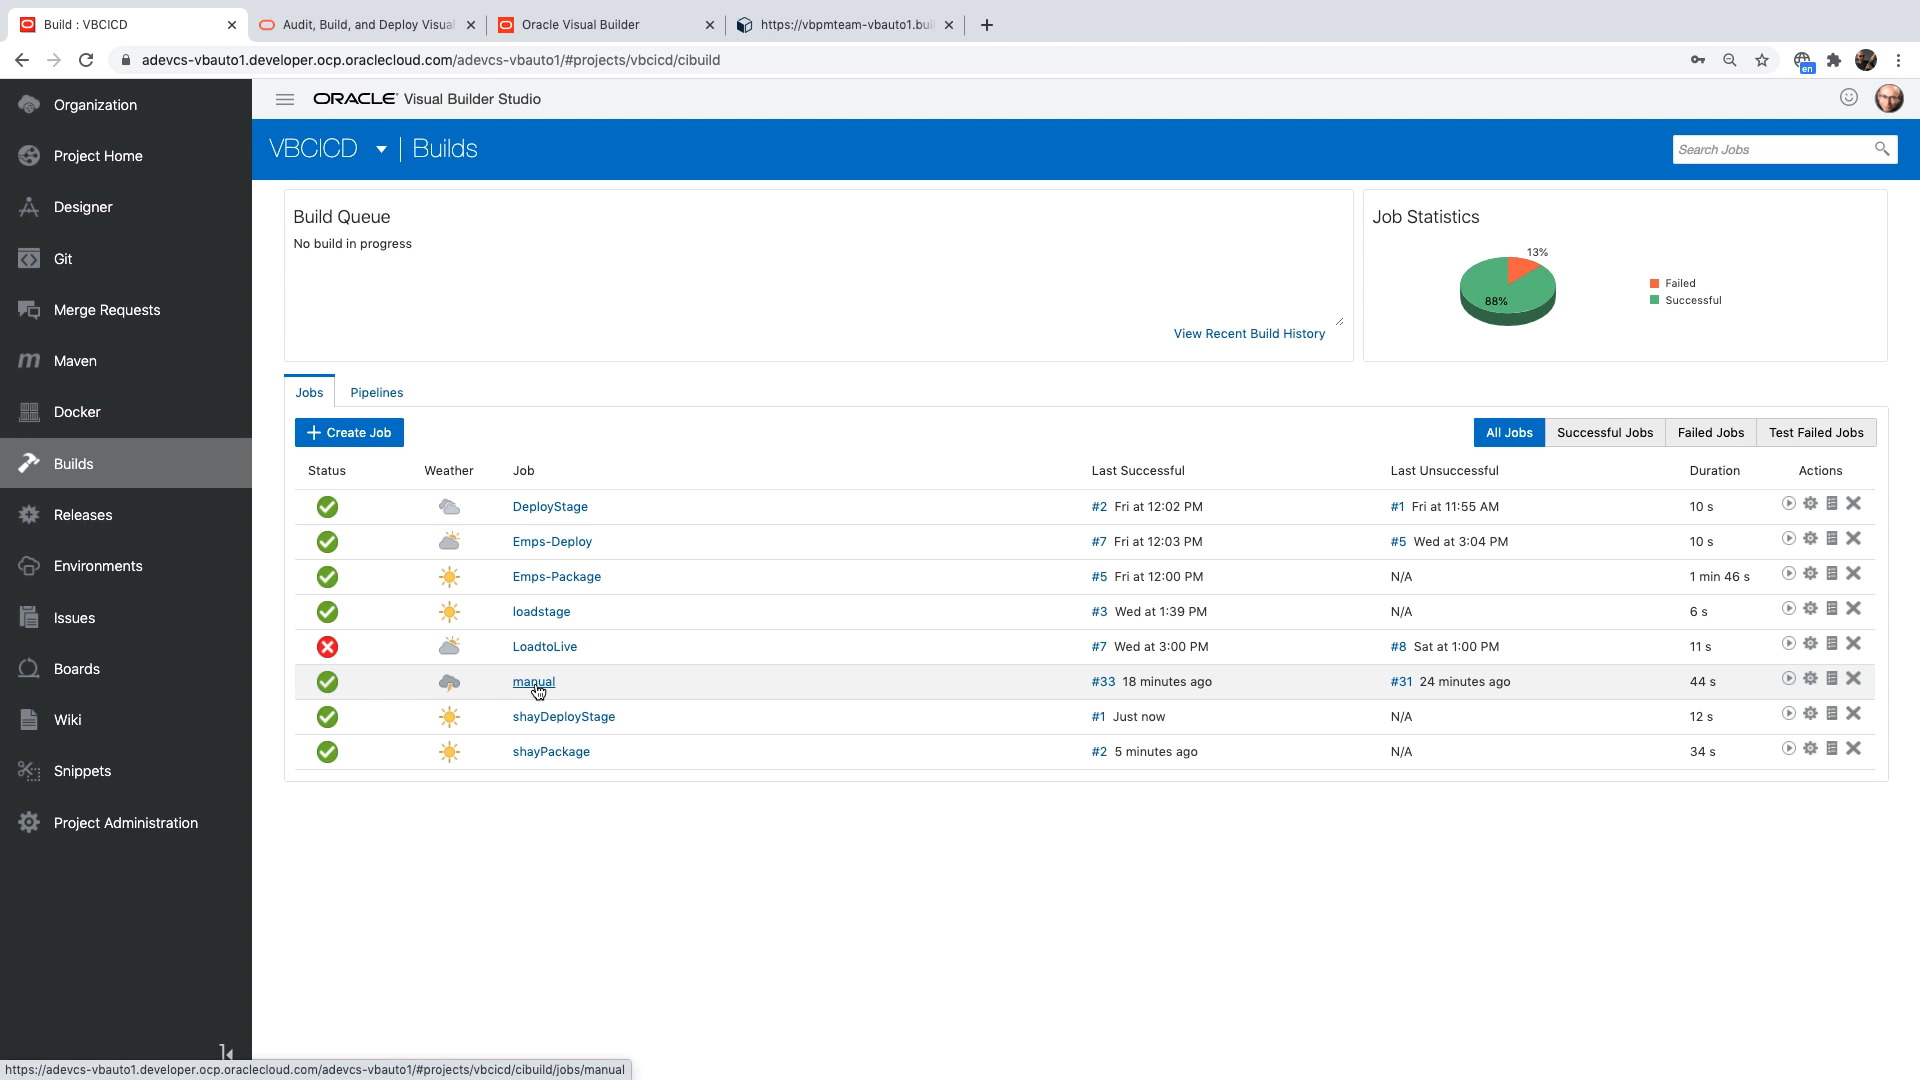 Build : VBCICD
Audit, Build, and Deploy Visual
Oracle Visual Builder
https://vbpmteam-vbauto1.buil
adevcs-vbauto1.developer.ocp.oraclecloud.com/adevcs-vbauto1/#projects/vbcicd/cibuild
en
Organization
Project Home
Designer
Git
Merge Requests
Maven
Docker
Builds
Releases
Environments
Issues
Boards
Wiki
Snippets
Project Administration
ORACLE Visual Builder Studio
VBCICD | Builds
Search Jobs
Build Queue
No build in progress
View Recent Build History
Job Statistics
13%
88%
Failed
Successful
Jobs Pipelines
+ Create Job
All Jobs Successful Jobs Failed Jobs Test Failed Jobs
Status Weather Job Last Successful Last Unsuccessful Duration Actions
DeployStage #2 Fri at 12:02 PM #1 Fri at 11:55 AM 10 s
Emps-Deploy #7 Fri at 12:03 PM #5 Wed at 3:04 PM 10 s
Emps-Package #5 Fri at 12:00 PM N/A 1 min 46 s
loadstage #3 Wed at 1:39 PM N/A 6 s
LoadtoLive #7 Wed at 3:00 PM #8 Sat at 1:00 PM 11 s
manual #33 18 minutes ago #31 24 minutes ago 44 s
shayDeployStage #1 Just now N/A 12 s
shayPackage #2 5 minutes ago N/A 34 s
https://adevcs-vbauto1.developer.ocp.oraclecloud.com/adevcs-vbauto1/#projects/vbcicd/cibuild/jobs/manual